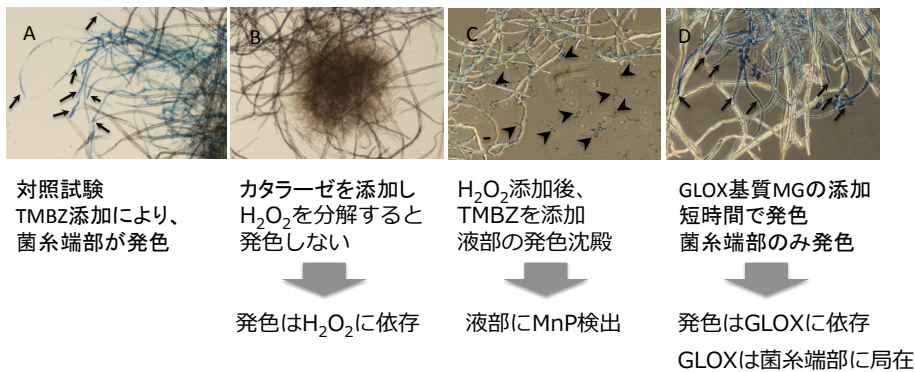 A
B
C
D
対照試験
TMBZ添加により、
菌糸端部が発色
カタラーゼを添加し
H₂O₂を分解すると
発色しない
発色はH₂O₂に依存
H₂O₂添加後、
TMBZを添加
液部の発色沈殿
液部にMnP検出
GLOX基質MGの添加
短時間で発色
菌糸端部のみ発色
発色はGLOXに依存
GLOXは菌糸端部に局在